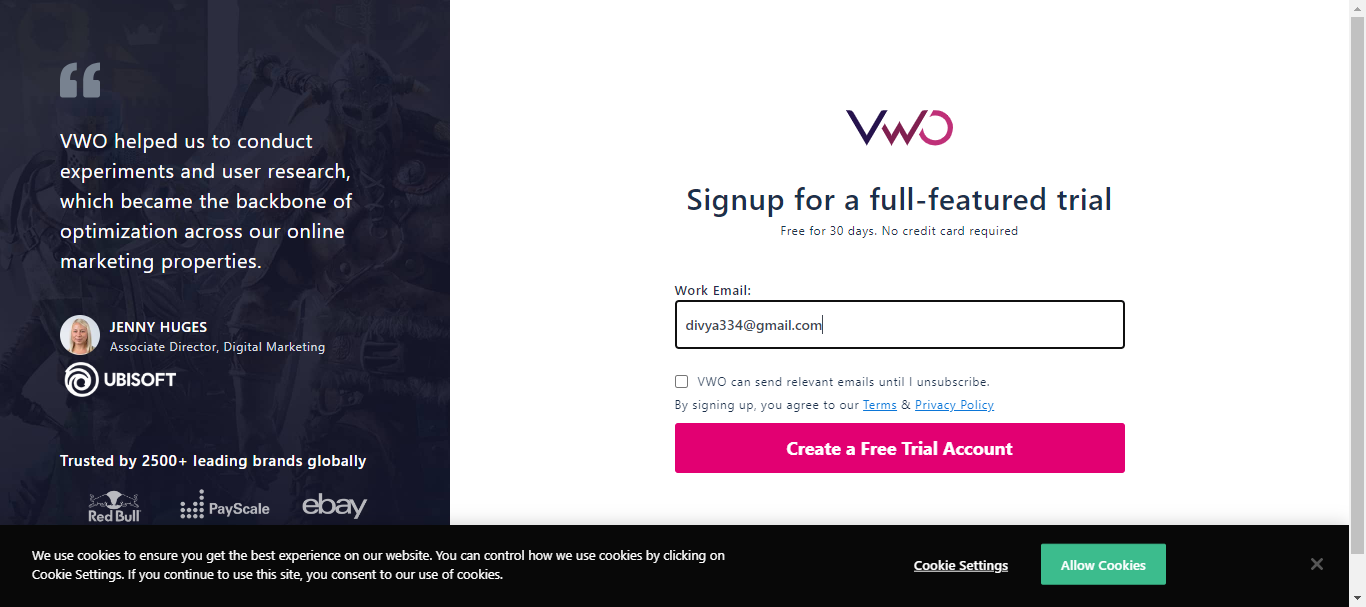 VWO helped us to conduct
experiments and user research,
which became the backbone of
optimization across our online
marketing properties.
JENNY HUGES
Associate Director, Digital Marketing
UBISOFT
Trusted by 2500+ leading brands globally
Red Bull
PayScale
ebay
VWO
Signup for a full-featured trial
Free for 30 days. No credit card required
Work Email:
divya334@gmail.com
VWO can send relevant emails until I unsubscribe.
By signing up, you agree to our Terms & Privacy Policy
Create a Free Trial Account
We use cookies to ensure you get the best experience on our website. You can control how we use cookies by clicking on
Cookie Settings. If you continue to use this site, you consent to our use of cookies.
Cookie Settings
Allow Cookies